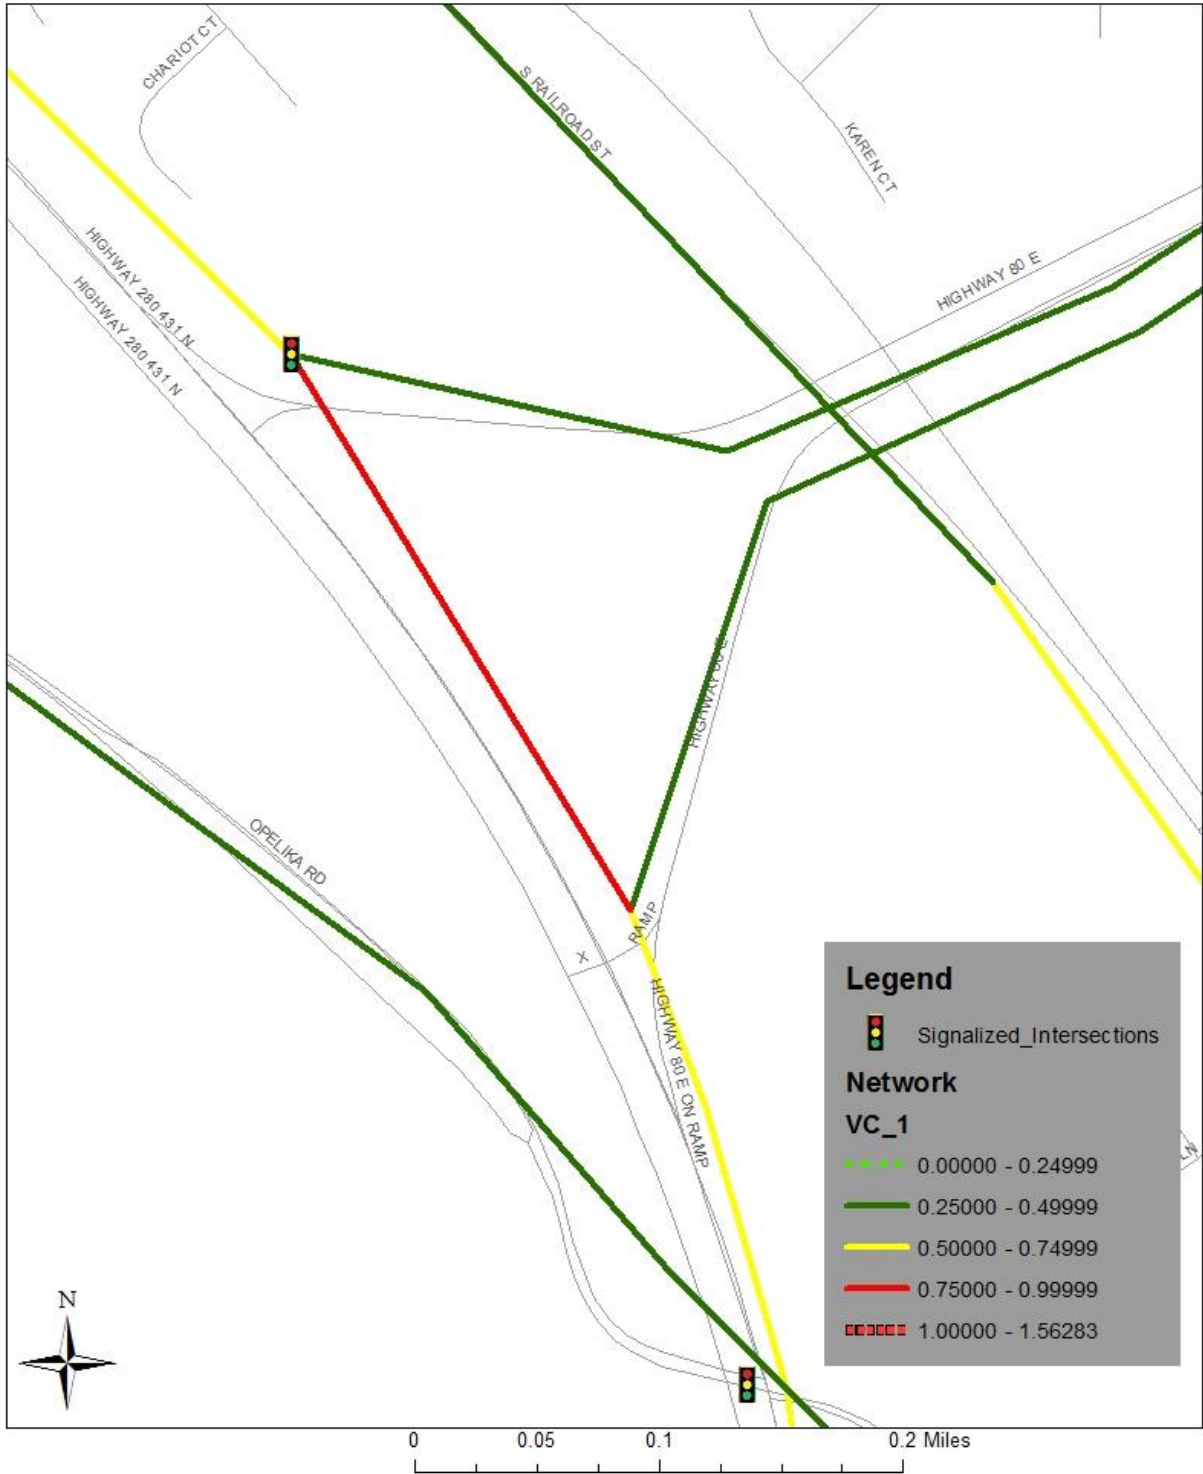 CHARIOT CT
S RAILROAD ST
KAREN CT
HIGHWAY 280 431 N
HIGHWAY 280 431 N
HIGHWAY 80 E
HIGHWAY 80 E
OPELIKA RD
RAMP
X
HIGHWAY 80 E ON RAMP
LN
Legend
Signalized_Intersections
Network
VC_1
0.00000 - 0.24999
0.25000 - 0.49999
0.50000 - 0.74999
0.75000 - 0.99999
1.00000 - 1.56283
N
0 0.05 0.1 0.2 Miles